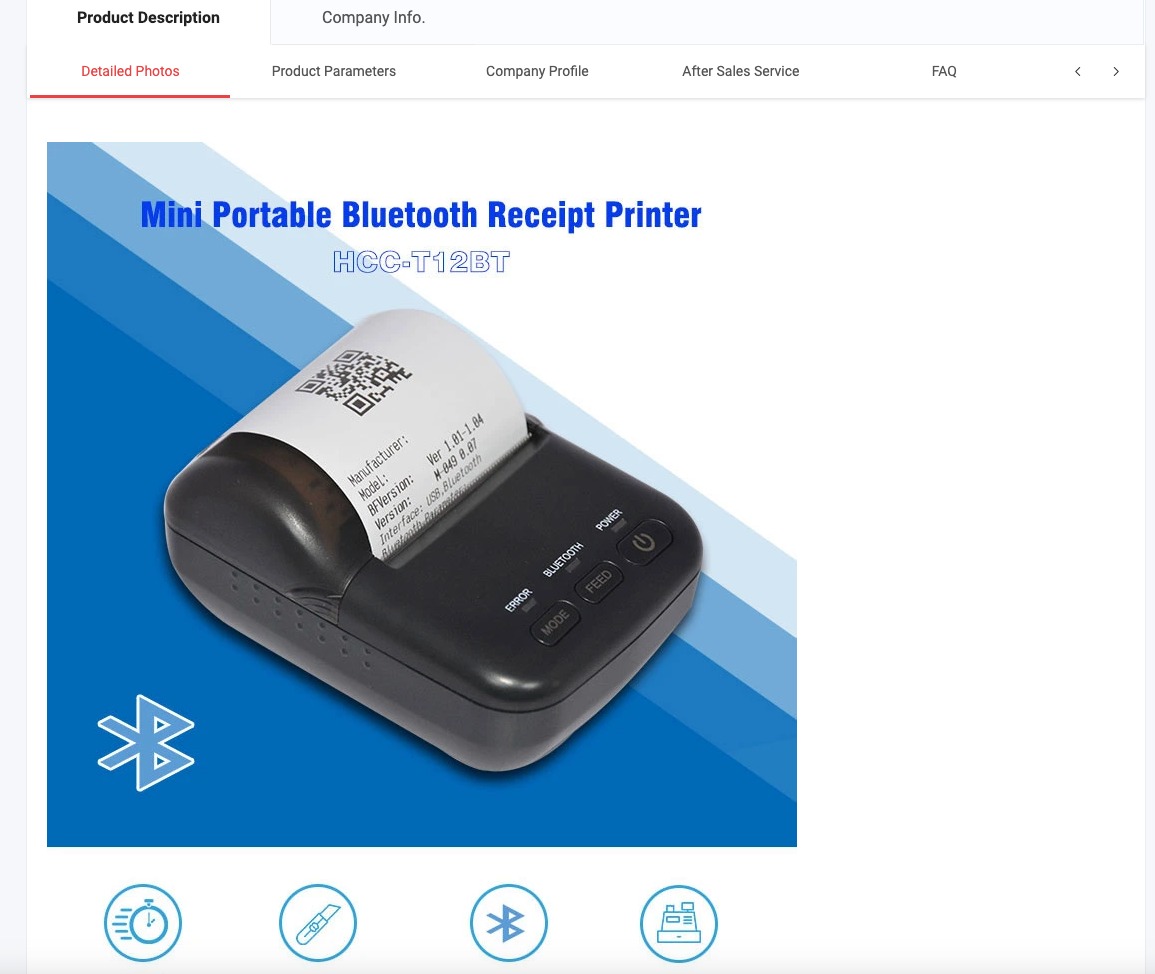 Product Description
Company Info.
Detailed Photos
Product Parameters
Company Profile
After Sales Service
FAQ
Mini Portable Bluetooth Receipt Printer
HCC-T12BT
Manufacturer:
Model:
BFVersion: Ver 1.01-1.04
Version: M-049 0.07
Interface: USB,Bluetooth
POWER
BLUETOOTH
ERROR
FEED
MODE